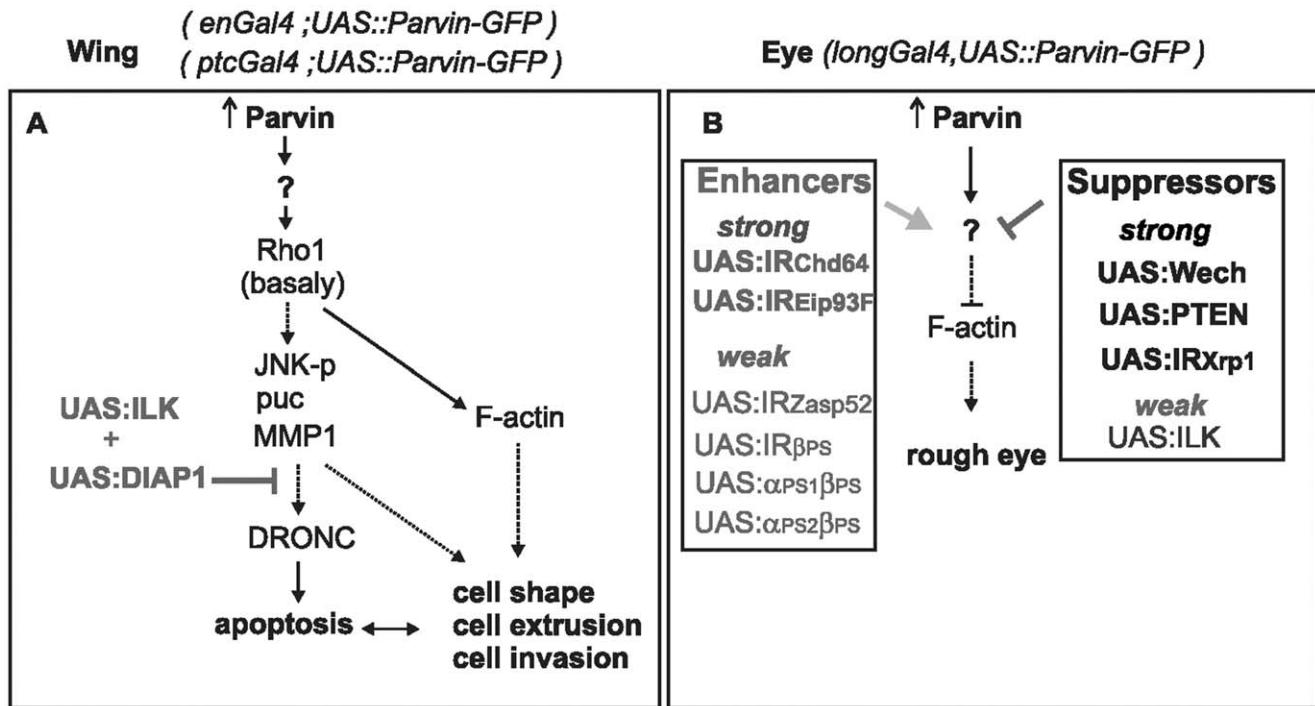 Wing
( enGal4 ;UAS::Parvin-GFP )
( ptcGal4 ;UAS::Parvin-GFP )
A
↑ Parvin
?
Rho1
(basaly)
JNK-p
puc
MMP1
F-actin
UAS:ILK
+
UAS:DIAP1
DRONC
apoptosis
cell shape
cell extrusion
cell invasion
Eye (longGal4,UAS::Parvin-GFP )
B
↑ Parvin
Enhancers
strong
UAS:IRChd64
UAS:IREip93F
weak
UAS:IRZasp52
UAS:IRβPS
UAS:αPS1βPS
UAS:αPS2βPS
?
F-actin
rough eye
Suppressors
strong
UAS:Wech
UAS:PTEN
UAS:IRXrp1
weak
UAS:ILK